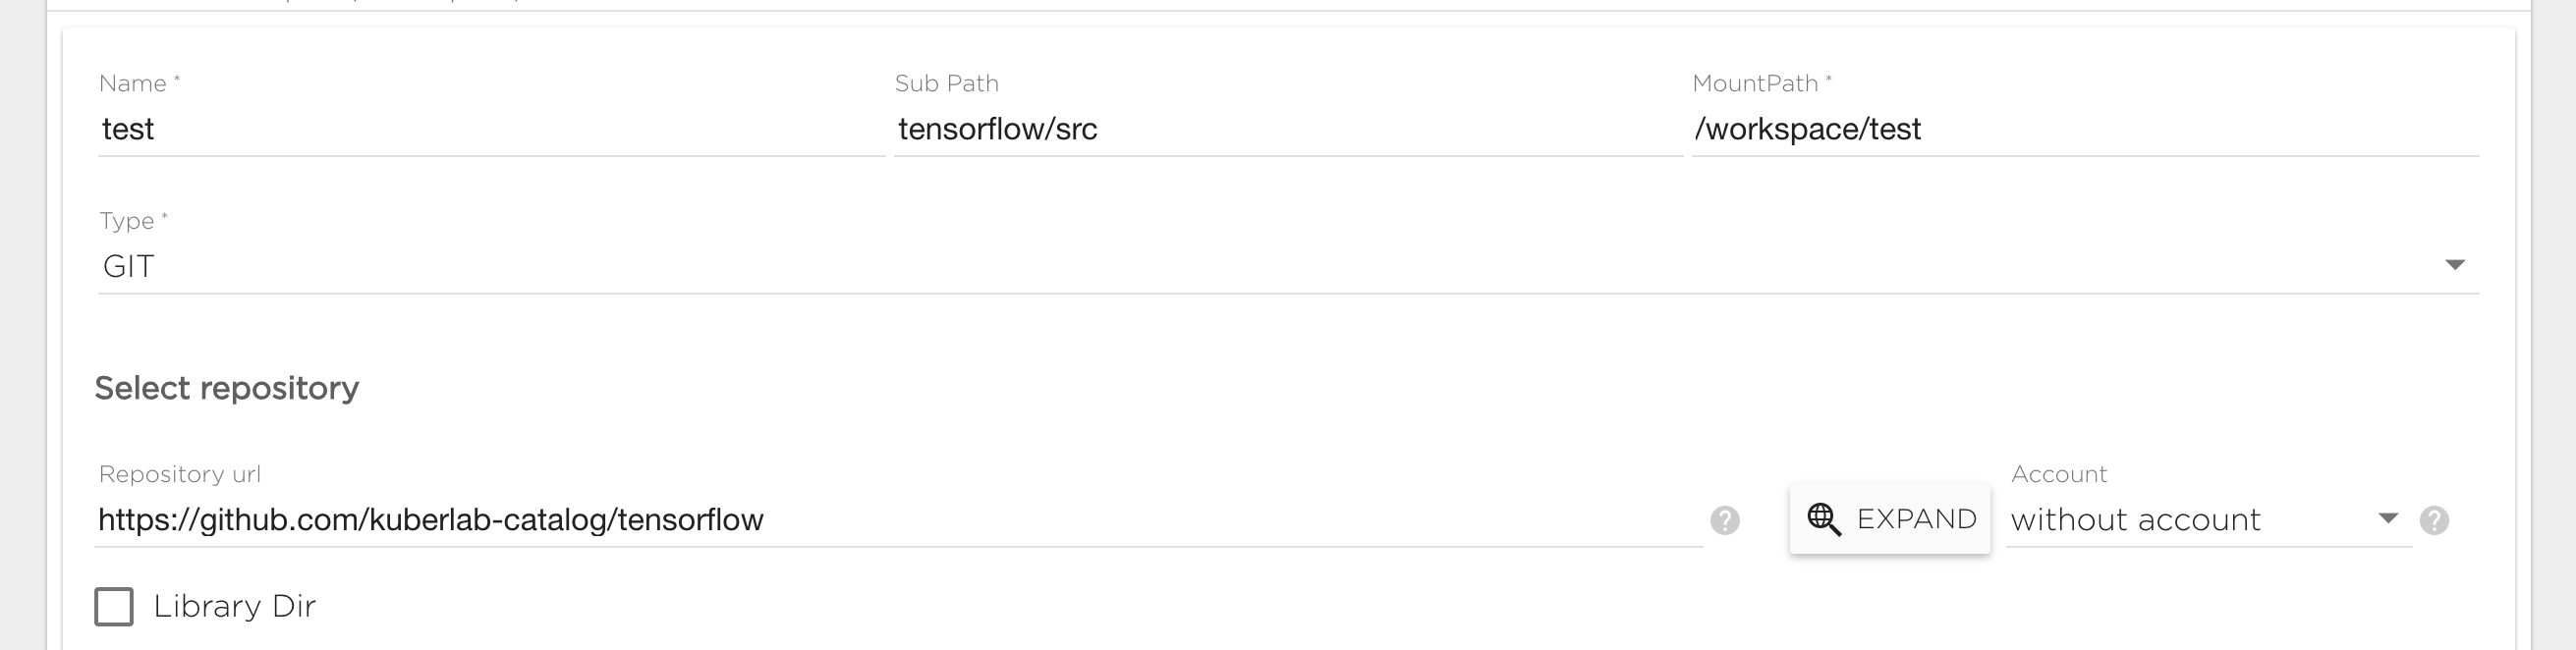 Name *
Sub Path
MountPath *
test
tensorflow/src
/workspace/test
Type *
GIT
Select repository
Repository url
Account
https://github.com/kuberlab-catalog/tensorflow
?
EXPAND
without account
?
Library Dir